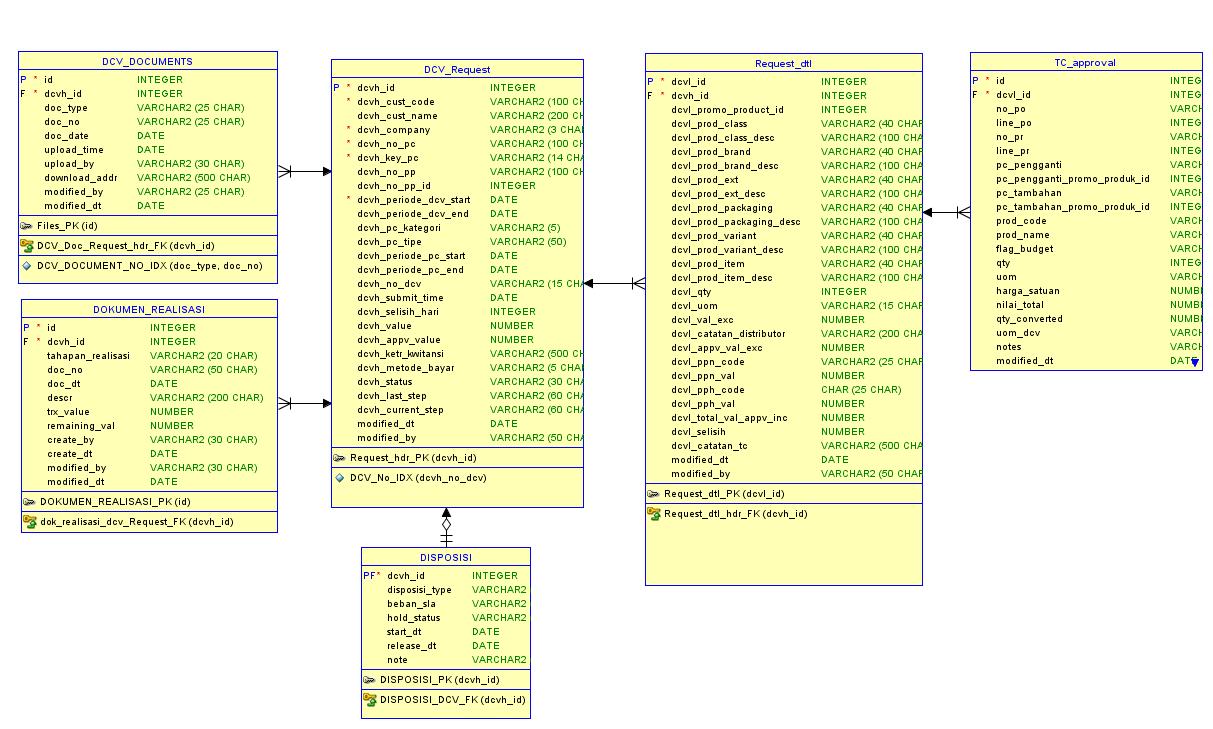 DCV_DOCUMENTS
P * id INTEGER
F * dcvh_id INTEGER
doc_type VARCHAR2 (25 CHAR)
doc_no VARCHAR2 (25 CHAR)
doc_date DATE
upload_time DATE
upload_by VARCHAR2 (30 CHAR)
download_addr VARCHAR2 (500 CHAR)
modified_by VARCHAR2 (25 CHAR)
modified_dt DATE
Files_PK (id)
DCV_Doc_Request_hdr_FK (dcvh_id)
DCV_DOCUMENT_NO_IDX (doc_type, doc_no)
DOKUMEN_REALISASI
P * id INTEGER
F * dcvh_id INTEGER
tahapan_realisasi VARCHAR2 (20 CHAR)
doc_no VARCHAR2 (50 CHAR)
doc_dt DATE
descr VARCHAR2 (200 CHAR)
trx_value NUMBER
remaining_val NUMBER
create_by VARCHAR2 (30 CHAR)
create_dt DATE
modified_by VARCHAR2 (30 CHAR)
modified_dt DATE
DOKUMEN_REALISASI_PK (id)
dok_realisasi_dcv_Request_FK (dcvh_id)
DCV_Request
P * dcvh_id INTEGER
* dcvh_cust_code VARCHAR2 (100 CH
* dcvh_cust_name VARCHAR2 (200 CH
* dcvh_company VARCHAR2 (3 CHA
* dcvh_no_pc VARCHAR2 (100 CH
* dcvh_key_pc VARCHAR2 (14 CHA
* dcvh_no_pp VARCHAR2 (100 CH
dcvh_no_pp_id INTEGER
* dcvh_periode_dcv_start DATE
dcvh_periode_dcv_end DATE
dcvh_pc_kategori VARCHAR2 (5)
dcvh_pc_tipe VARCHAR2 (50)
dcvh_periode_pc_start DATE
dcvh_periode_pc_end DATE
dcvh_no_dcv VARCHAR2 (15 CHA
dcvh_submit_time DATE
dcvh_selisih_hari INTEGER
dcvh_value NUMBER
dcvh_appv_value NUMBER
dcvh_ketr_kwitansi VARCHAR2 (500 CH
dcvh_metode_bayar VARCHAR2 (5 CHA
dcvh_status VARCHAR2 (30 CHA
dcvh_last_step VARCHAR2 (60 CHA
dcvh_current_step VARCHAR2 (60 CHA
modified_dt DATE
modified_by VARCHAR2 (50 CHA
Request_hdr_PK (dcvh_id)
DCV_No_IDX (dcvh_no_dcv)
DISPOSISI
PF* dcvh_id INTEGER
disposisi_type VARCHAR2
beban_sla VARCHAR2
hold_status VARCHAR2
start_dt DATE
release_dt DATE
note VARCHAR2
DISPOSISI_PK (dcvh_id)
DISPOSISI_DCV_FK (dcvh_id)
Request_dtl
P * dcvl_id INTEGER
F * dcvh_id INTEGER
dcvl_promo_product_id INTEGER
dcvl_prod_class VARCHAR2 (40 CHAR
dcvl_prod_class_desc VARCHAR2 (100 CHA
dcvl_prod_brand VARCHAR2 (40 CHAR
dcvl_prod_brand_desc VARCHAR2 (100 CHA
dcvl_prod_ext VARCHAR2 (40 CHAR
dcvl_prod_ext_desc VARCHAR2 (100 CHA
dcvl_prod_packaging VARCHAR2 (40 CHAR
dcvl_prod_packaging_desc VARCHAR2 (100 CHA
dcvl_prod_variant VARCHAR2 (40 CHAR
dcvl_prod_variant_desc VARCHAR2 (100 CHA
dcvl_prod_item VARCHAR2 (40 CHAR
dcvl_prod_item_desc VARCHAR2 (100 CHA
dcvl_qty INTEGER
dcvl_uom VARCHAR2 (15 CHAR
dcvl_val_exc NUMBER
dcvl_catatan_distributor VARCHAR2 (200 CHA
dcvl_appv_val_exc NUMBER
dcvl_ppn_code VARCHAR2 (25 CHAR
dcvl_ppn_val NUMBER
dcvl_pph_code CHAR (25 CHAR)
dcvl_pph_val NUMBER
dcvl_total_val_appv_inc NUMBER
dcvl_selisih NUMBER
dcvl_catatan_tc VARCHAR2 (500 CHA
modified_dt DATE
modified_by VARCHAR2 (50 CHAR
Request_dtl_PK (dcvl_id)
Request_dtl_hdr_FK (dcvh_id)
TC_approval
P * id INTEG
F * dcvl_id INTEG
no_po VARCH
line_po INTEG
no_pr VARCH
line_pr INTEG
pc_pengganti VARCH
pc_pengganti_promo_produk_id INTEG
pc_tambahan VARCH
pc_tambahan_promo_produk_id INTEG
prod_code VARCH
prod_name VARCH
flag_budget VARCH
qty INTEG
uom VARCH
harga_satuan NUMB
nilai_total NUMB
qty_converted NUMB
uom_dcv VARCH
notes VARCH
modified_dt DATE